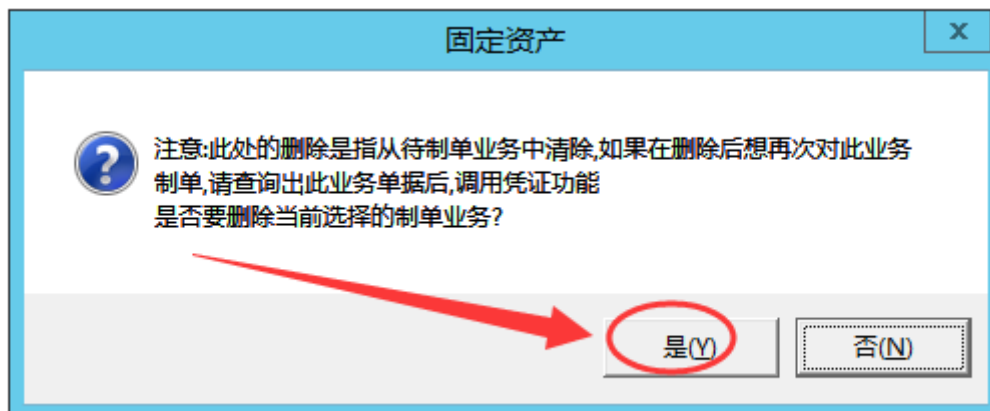 固定资产
x
注意:此处的删除是指从待制单业务中清除,如果在删除后想再次对此业务
制单,请查询出此业务单据后,调用凭证功能
是否要删除当前选择的制单业务?
是(Y)
否(N)